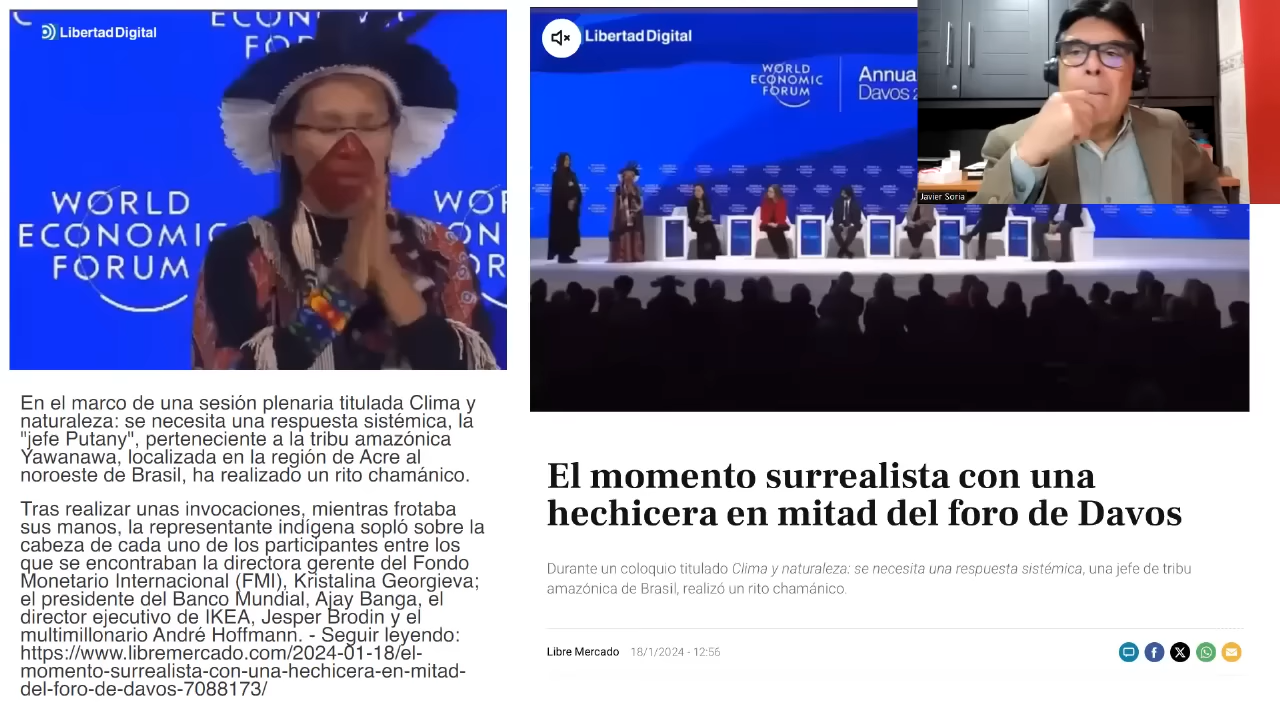 Libertad Digital
ECONOMIC
FOR
WORLD
ECONOMIC
FORUM
WO
ON
OR
En el marco de una sesión plenaria titulada Clima y
naturaleza: se necesita una respuesta sistémica, la
"jefe Putany", perteneciente a la tribu amazónica
Yawanawa, localizada en la región de Acre al
noroeste de Brasil, ha realizado un rito chamánico.
Tras realizar unas invocaciones, mientras frotaba
sus manos, la representante indígena sopló sobre la
cabeza de cada uno de los participantes entre los
que se encontraban la directora gerente del Fondo
Monetario Internacional (FMI), Kristalina Georgieva;
el presidente del Banco Mundial, Ajay Banga, el
director ejecutivo de IKEA, Jesper Brodin y el
multimillonario André Hoffmann. - Seguir leyendo:
https://www.libremercado.com/2024-01-18/el-
momento-surrealista-con-una-hechicera-en-mitad-
del-foro-de-davos-7088173/
Libertad Digital
WORLD
ECONOMIC
FORUM
Annua
Davos 2
Javier Soria
El momento surrealista con una
hechicera en mitad del foro de Davos
Durante un coloquio titulado Clima y naturaleza: se necesita una respuesta sistémica, una jefe de tribu
amazónica de Brasil, realizó un rito chamánico.
Libre Mercado 18/1/2024 - 12:56